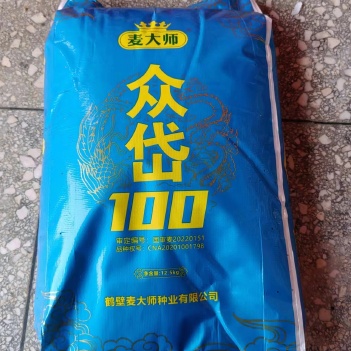 麦大师
众岱
100
审定编号：国审麦20220131
品种权号：CNA20201001796
净含量:12.5kg
鹤壁麦大师种业有限公司